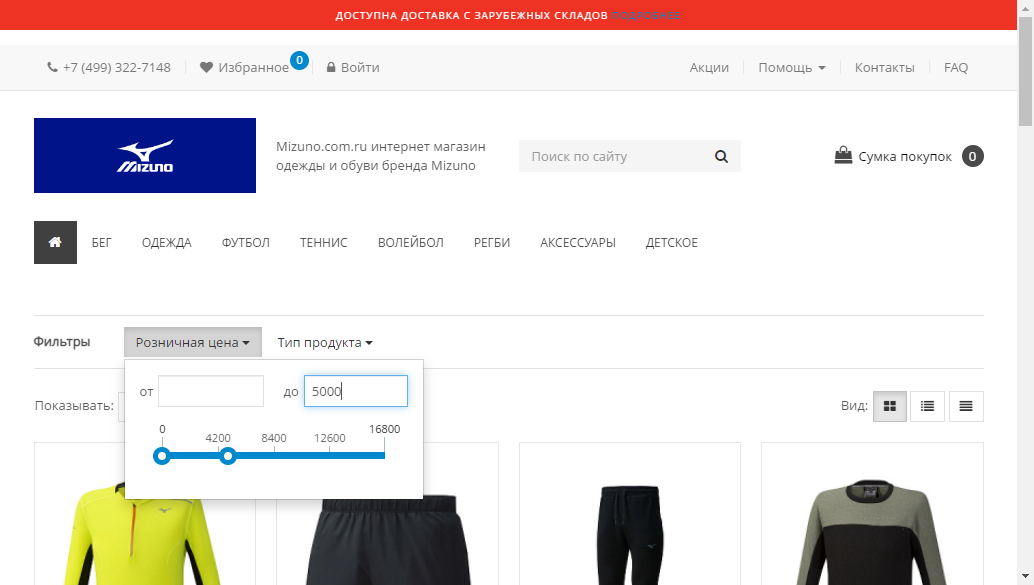 ДОСТУПНА ДОСТАВКА С ЗАРУБЕЖНЫХ СКЛАДОВ ПОДРОБНЕЕ
+7 (499) 322-7148 Избранное 0 Войти Акции Помощь Контакты FAQ
MIZUNO
Mizuno.com.ru интернет магазин
одежды и обуви бренда Mizuno
Поиск по сайту
Сумка покупок 0
БЕГ ОДЕЖДА ФУТБОЛ ТЕННИС ВОЛЕЙБОЛ РЕГБИ АКСЕССУАРЫ ДЕТСКОЕ
Фильтры Розничная цена Тип продукта
от до 5000
0 4200 8400 12600 16800
Показывать: Вид: